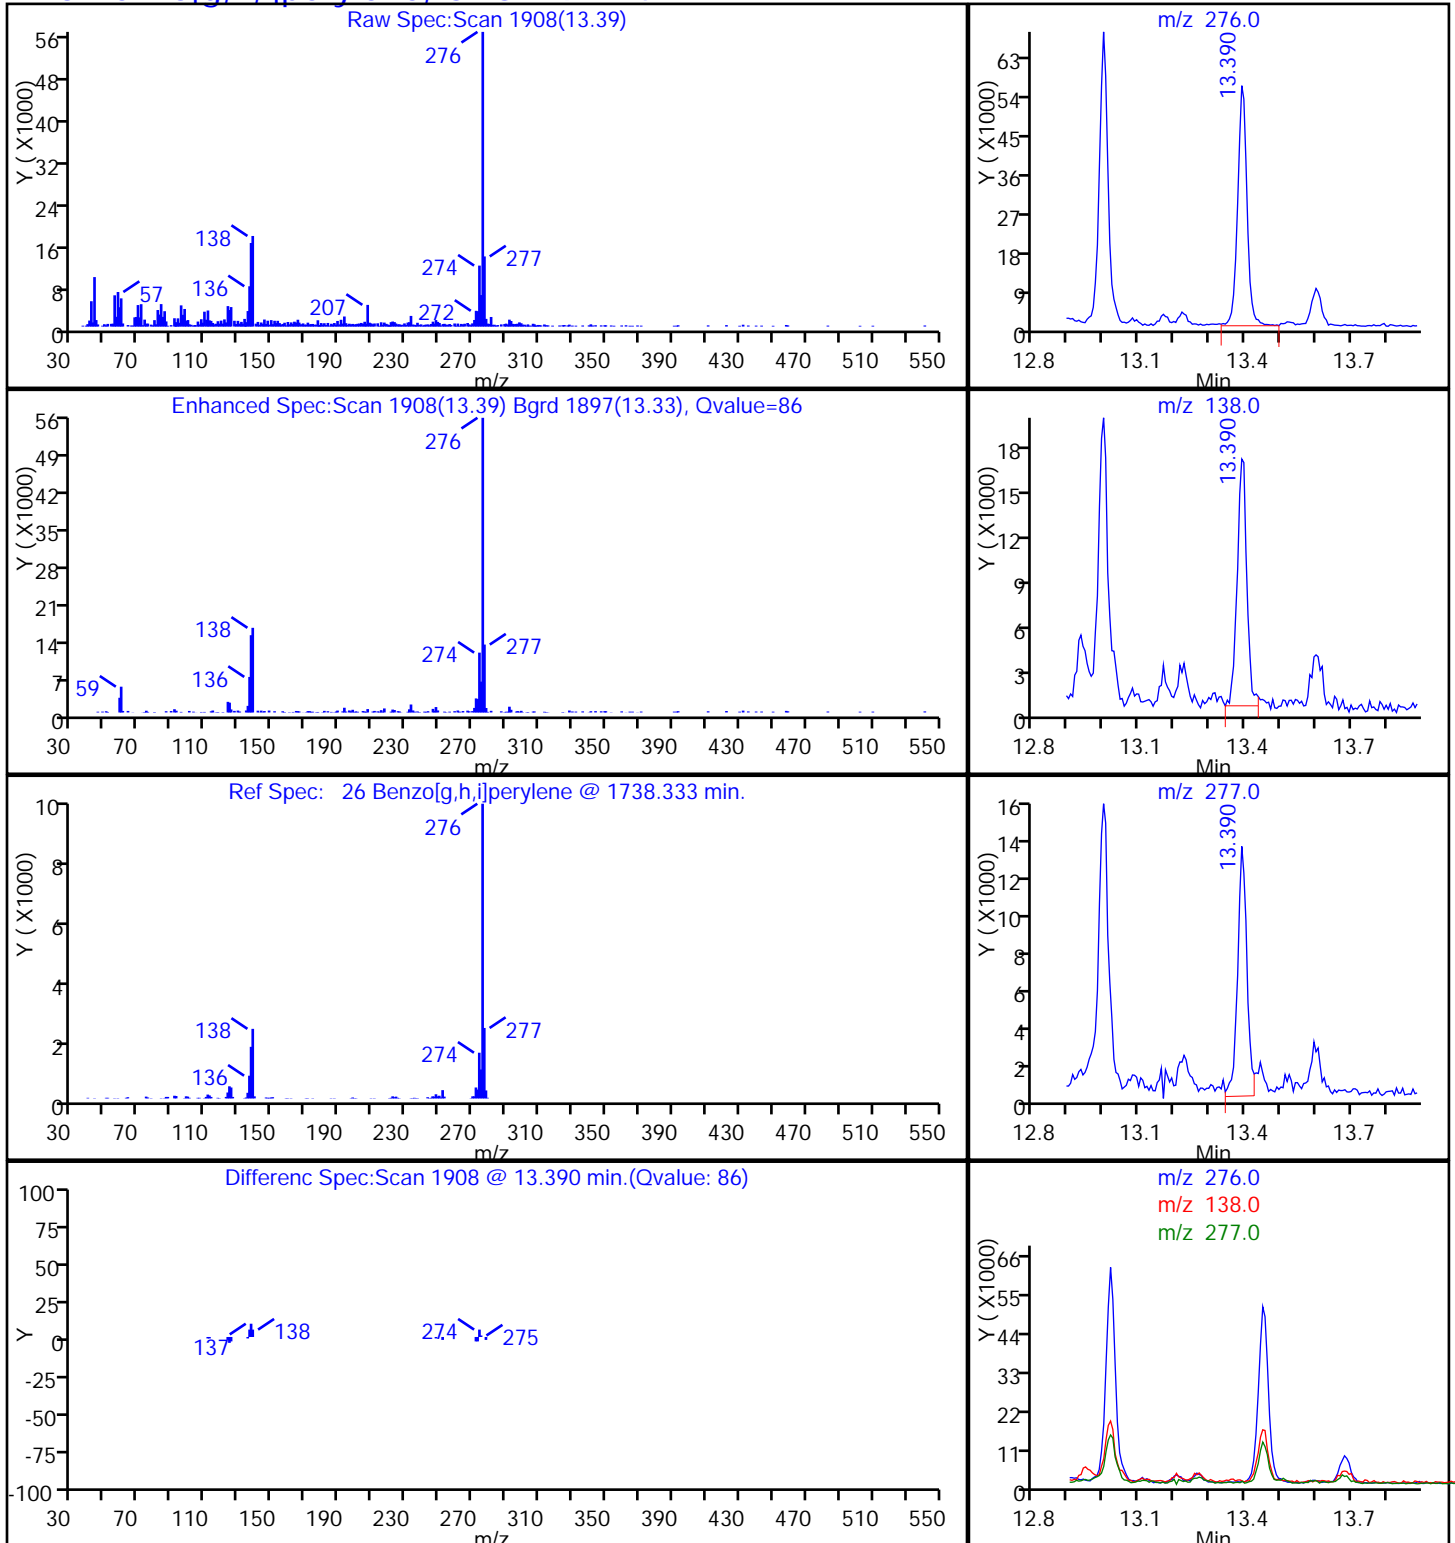 Raw Spec:Scan 1908(13.39)
56
48
40
32
24
16
8
0
Y ( X1000)
276
138
274
277
136
57
207
272
30 70 110 150 190 230 270 310 350 390 430 470 510 550
m/z
m/z 276.0
63
54
45
36
27
18
9
0
Y ( X1000)
13.390
12.8 13.1 13.4 13.7
Min
Enhanced Spec:Scan 1908(13.39) Bgrd 1897(13.33), Qvalue=86
56
49
42
35
28
21
14
7
0
Y ( X1000)
276
138
274
277
136
59
30 70 110 150 190 230 270 310 350 390 430 470 510 550
m/z
m/z 138.0
18
15
12
9
6
3
0
Y ( X1000)
13.390
12.8 13.1 13.4 13.7
Min
Ref Spec: 26 Benzo[g,h,i]perylene @ 1738.333 min.
10
8
6
4
2
0
Y ( X1000)
276
138
274
277
136
30 70 110 150 190 230 270 310 350 390 430 470 510 550
m/z
m/z 277.0
16
14
12
10
8
6
4
2
0
Y ( X1000)
13.390
12.8 13.1 13.4 13.7
Min
Differenc Spec:Scan 1908 @ 13.390 min.(Qvalue: 86)
100
75
50
25
0
-25
-50
-75
-100
Y
137
138
274
275
30 70 110 150 190 230 270 310 350 390 430 470 510 550
m/z
m/z 276.0
m/z 138.0
m/z 277.0
66
55
44
33
22
11
0
Y ( X1000)
12.8 13.1 13.4 13.7
Min